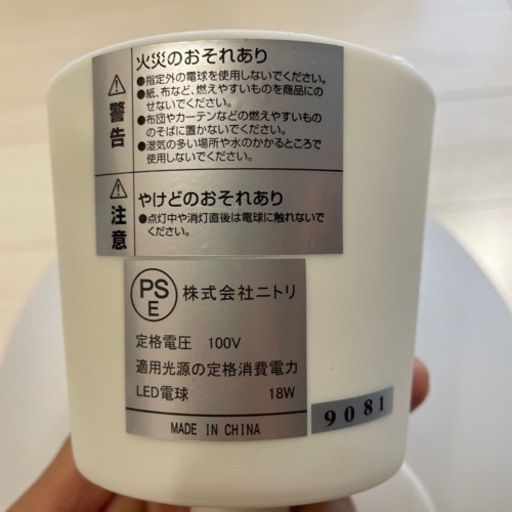 警告
火災のおそれあり
●指定外の電球を使用しないでください。
●紙、布など、燃えやすいものを商品にの
せないでください。
●布団やカーテンなどの燃えやすいもの
のそばに置かないでください。
●湿気の多い場所や水のかかるところで
使用しないでください。
注意
やけどのおそれあり
●点灯中や消灯直後は電球に触れないで
ください。
PS
E
株式会社ニトリ
定格電圧 100V
適用光源の定格消費電力
LED電球 18W
MADE IN CHINA
9081